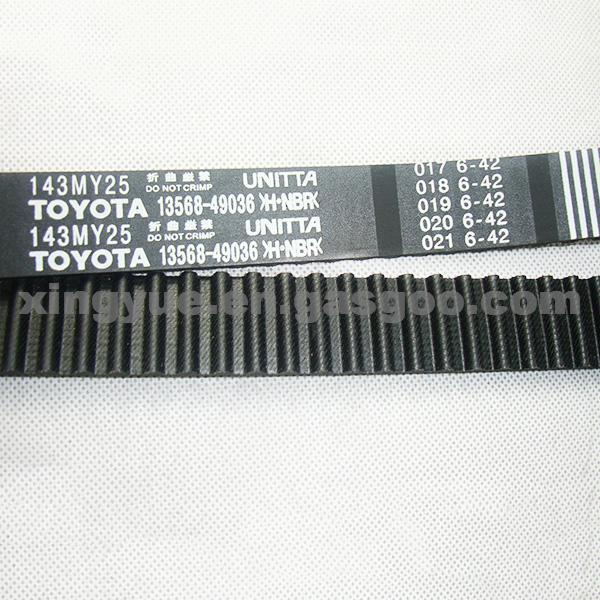 143MY25 折曲厳禁 DO NOT CRIMP UNITTA
TOYOTA 13568-49036 H·NBR
143MY25 折曲厳禁 DO NOT CRIMP UNITTA
TOYOTA 13568-49036 H·NBR
017 6-42
018 6-42
019 6-42
020 6-42
021 6-42
xingyue.en.gasgoo.com